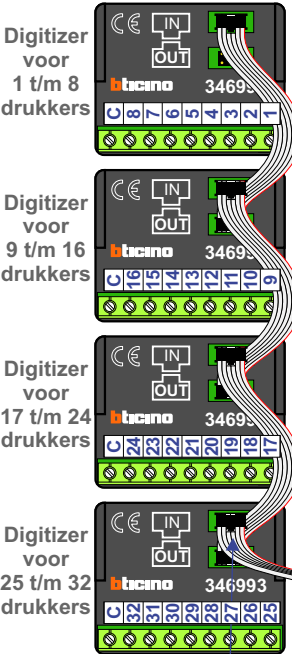 Digitizer
voor
1 t/m 8
drukkers
CE IN
OUT
bticino 34699
C 8 7 6 5 4 3 2 1
Digitizer
voor
9 t/m 16
drukkers
CE IN
OUT
bticino 34699
C 16 15 14 13 12 11 10 9
Digitizer
voor
17 t/m 24
drukkers
CE IN
OUT
bticino 34699
C 24 23 22 21 20 19 18 17
Digitizer
voor
25 t/m 32
drukkers
CE IN
OUT
bticino 346993
C 32 31 30 29 28 27 26 25